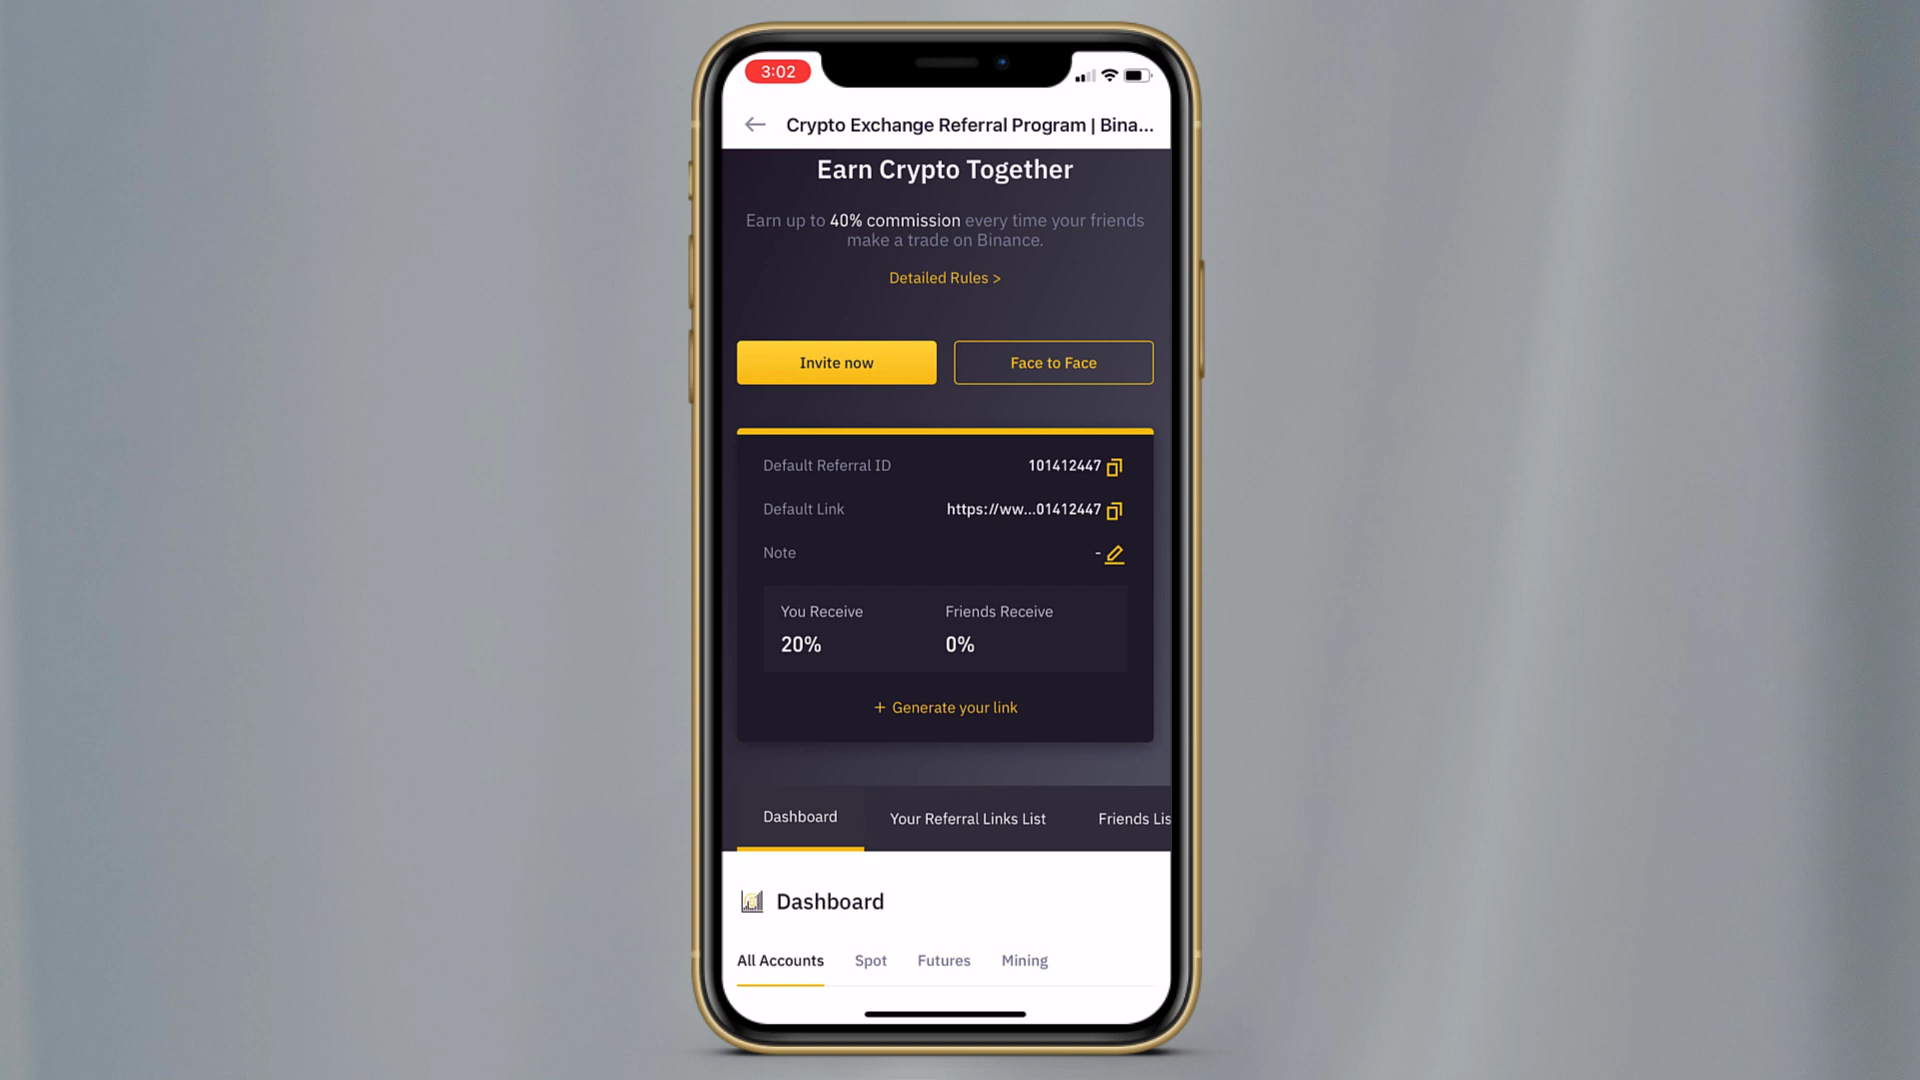 3:02
Crypto Exchange Referral Program | Bina...
Earn Crypto Together
Earn up to 40% commission every time your friends
make a trade on Binance.
Detailed Rules >
Invite now
Face to Face
Default Referral ID
101412447
Default Link
https://ww...01412447
Note
-
You Receive
Friends Receive
20%
0%
+ Generate your link
Dashboard
Your Referral Links List
Friends Lis
Dashboard
All Accounts
Spot
Futures
Mining